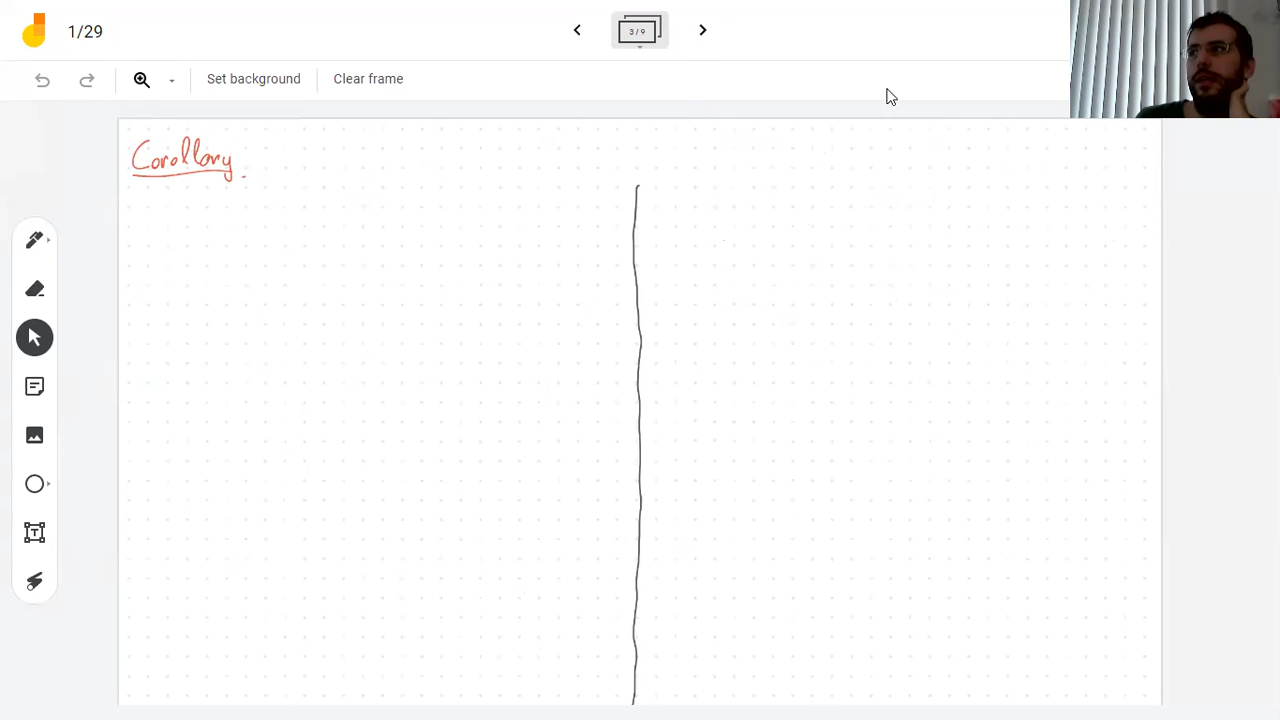 1/29
3 / 9
Set background
Clear frame
Corollary.
T